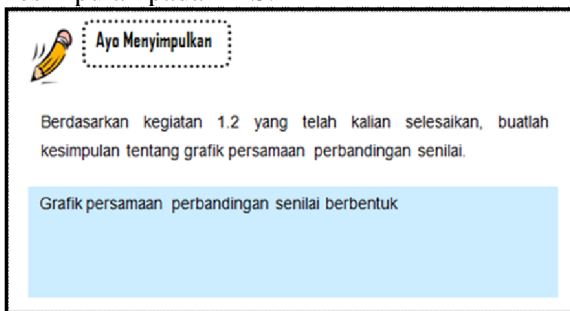 Ayo Menyimpulkan
Berdasarkan kegiatan 1.2 yang telah kalian selesaikan, buatlah
kesimpulan tentang grafik persamaan perbandingan senilai.
Grafik persamaan perbandingan senilai berbentuk